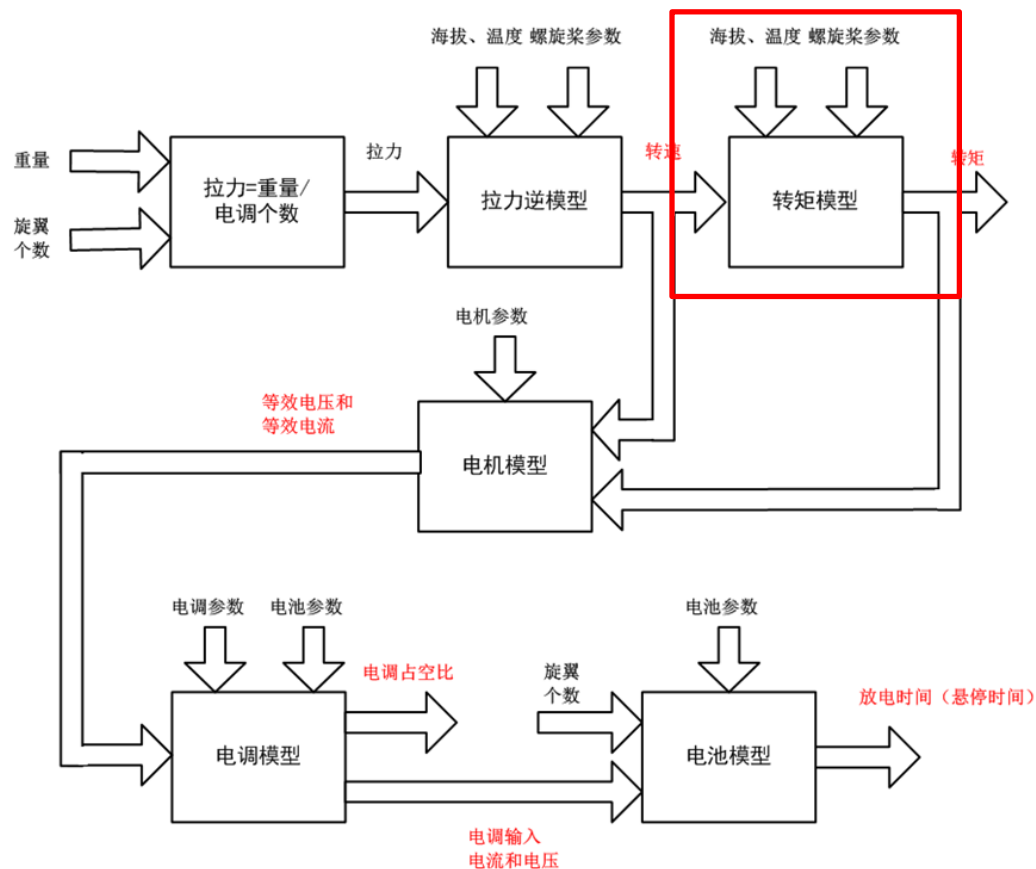 海拔、温度 螺旋桨参数
海拔、温度 螺旋桨参数
重量
旋翼
个数
拉力=重量/
电调个数
拉力
拉力逆模型
转速
转矩模型
转矩
电机参数
等效电压和
等效电流
电机模型
电调参数
电池参数
电调占空比
旋翼
个数
电池参数
放电时间（悬停时间）
电调模型
电池模型
电调输入
电流和电压